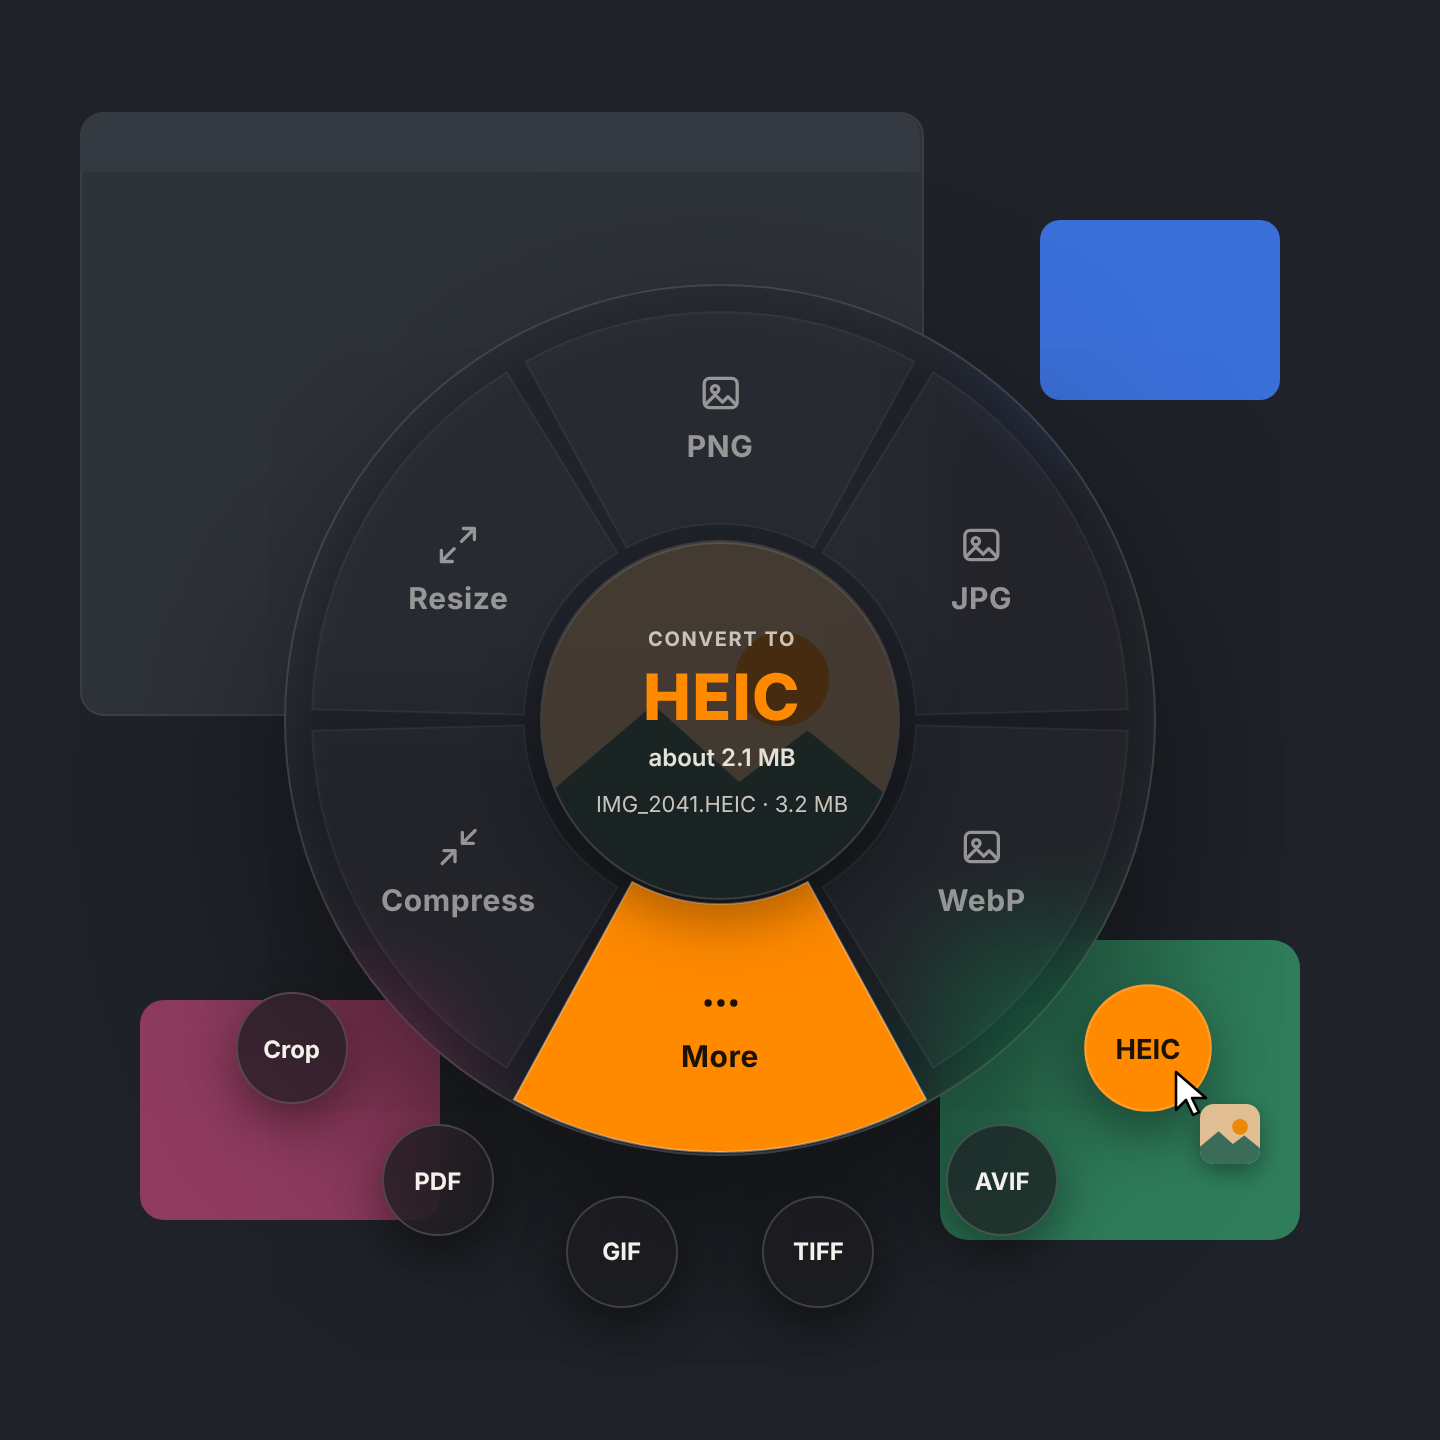 PNG
Resize
JPG
CONVERT TO
HEIC
about 2.1 MB
IMG_2041.HEIC · 3.2 MB
Compress
WebP
More
Crop
HEIC
PDF
AVIF
GIF
TIFF